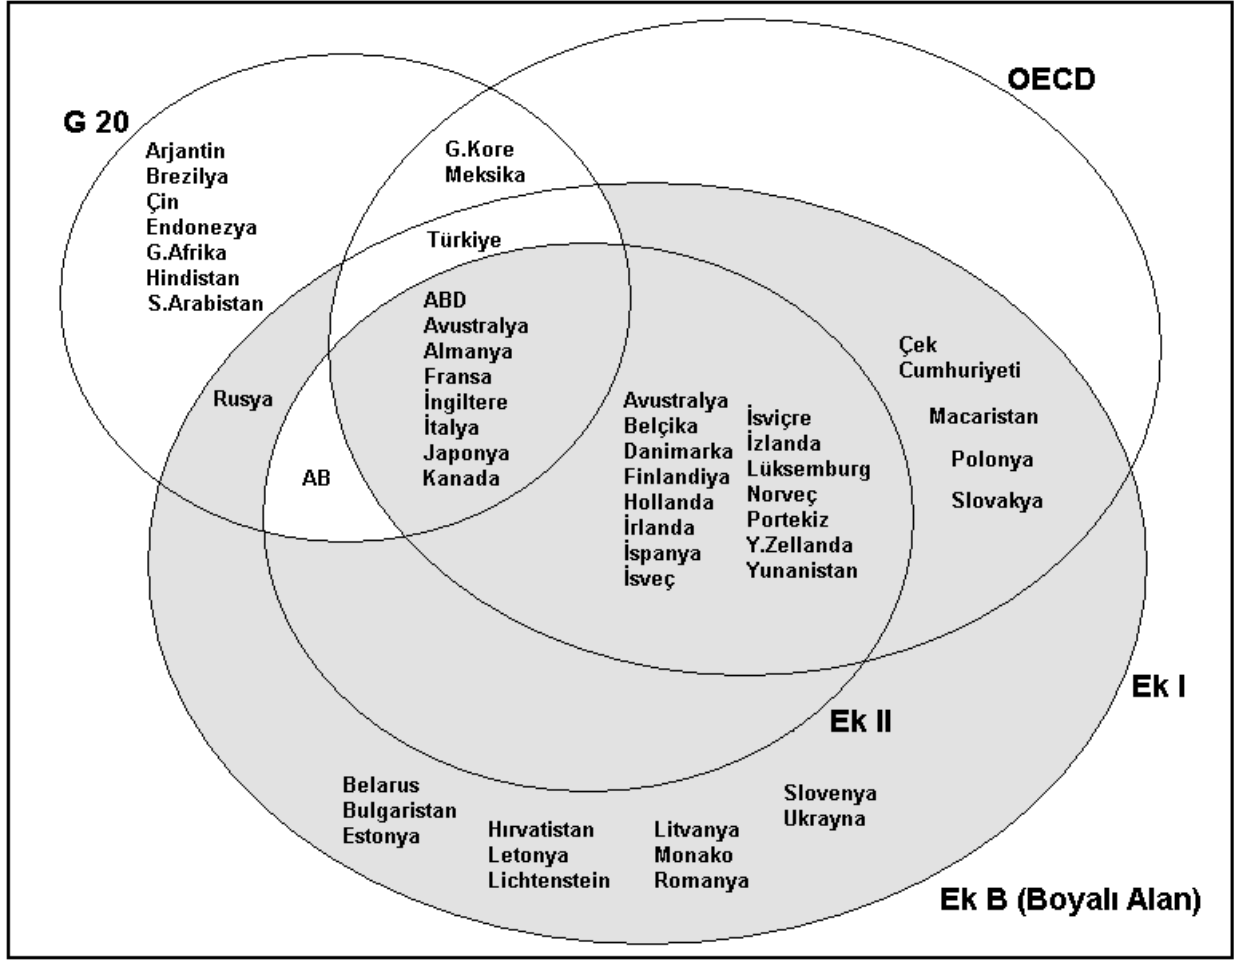 G 20
OECD
Arjantin
Brezilya
Çin
Endonezya
G.Afrika
Hindistan
S.Arabistan
G.Kore
Meksika
Türkiye
ABD
Avustralya
Almanya
Fransa
İngiltere
İtalya
Japonya
Kanada
Rusya
AB
Avustralya
Belçika
Danimarka
Finlandiya
Hollanda
İrlanda
İspanya
İsveç
İsviçre
İzlanda
Lüksemburg
Norveç
Portekiz
Y.Zellanda
Yunanistan
Çek
Cumhuriyeti
Macaristan
Polonya
Slovakya
Ek I
Ek II
Belarus
Bulgaristan
Estonya
Hırvatistan
Letonya
Lichtenstein
Litvanya
Monako
Romanya
Slovenya
Ukrayna
Ek B (Boyalı Alan)